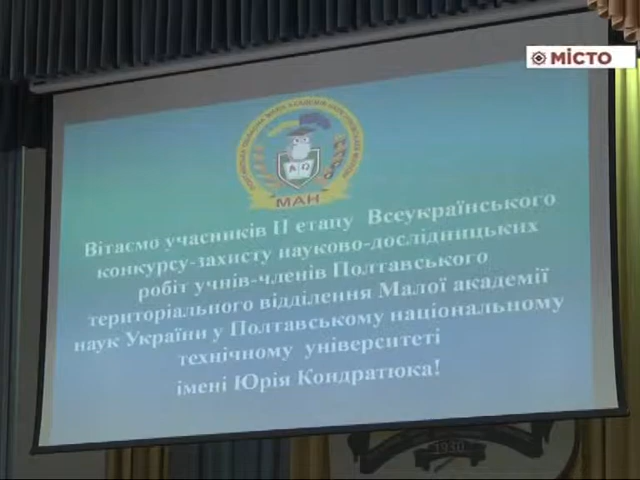 МІСТО
МАН
Вітаємо учасників ІІ етапу Всеукраїнського
конкурсу-захисту науково-дослідницьких
робіт учнів-членів Полтавського
територіального відділення Малої академії
наук України у Полтавському національному
технічному університеті
імені Юрія Кондратюка!
1930